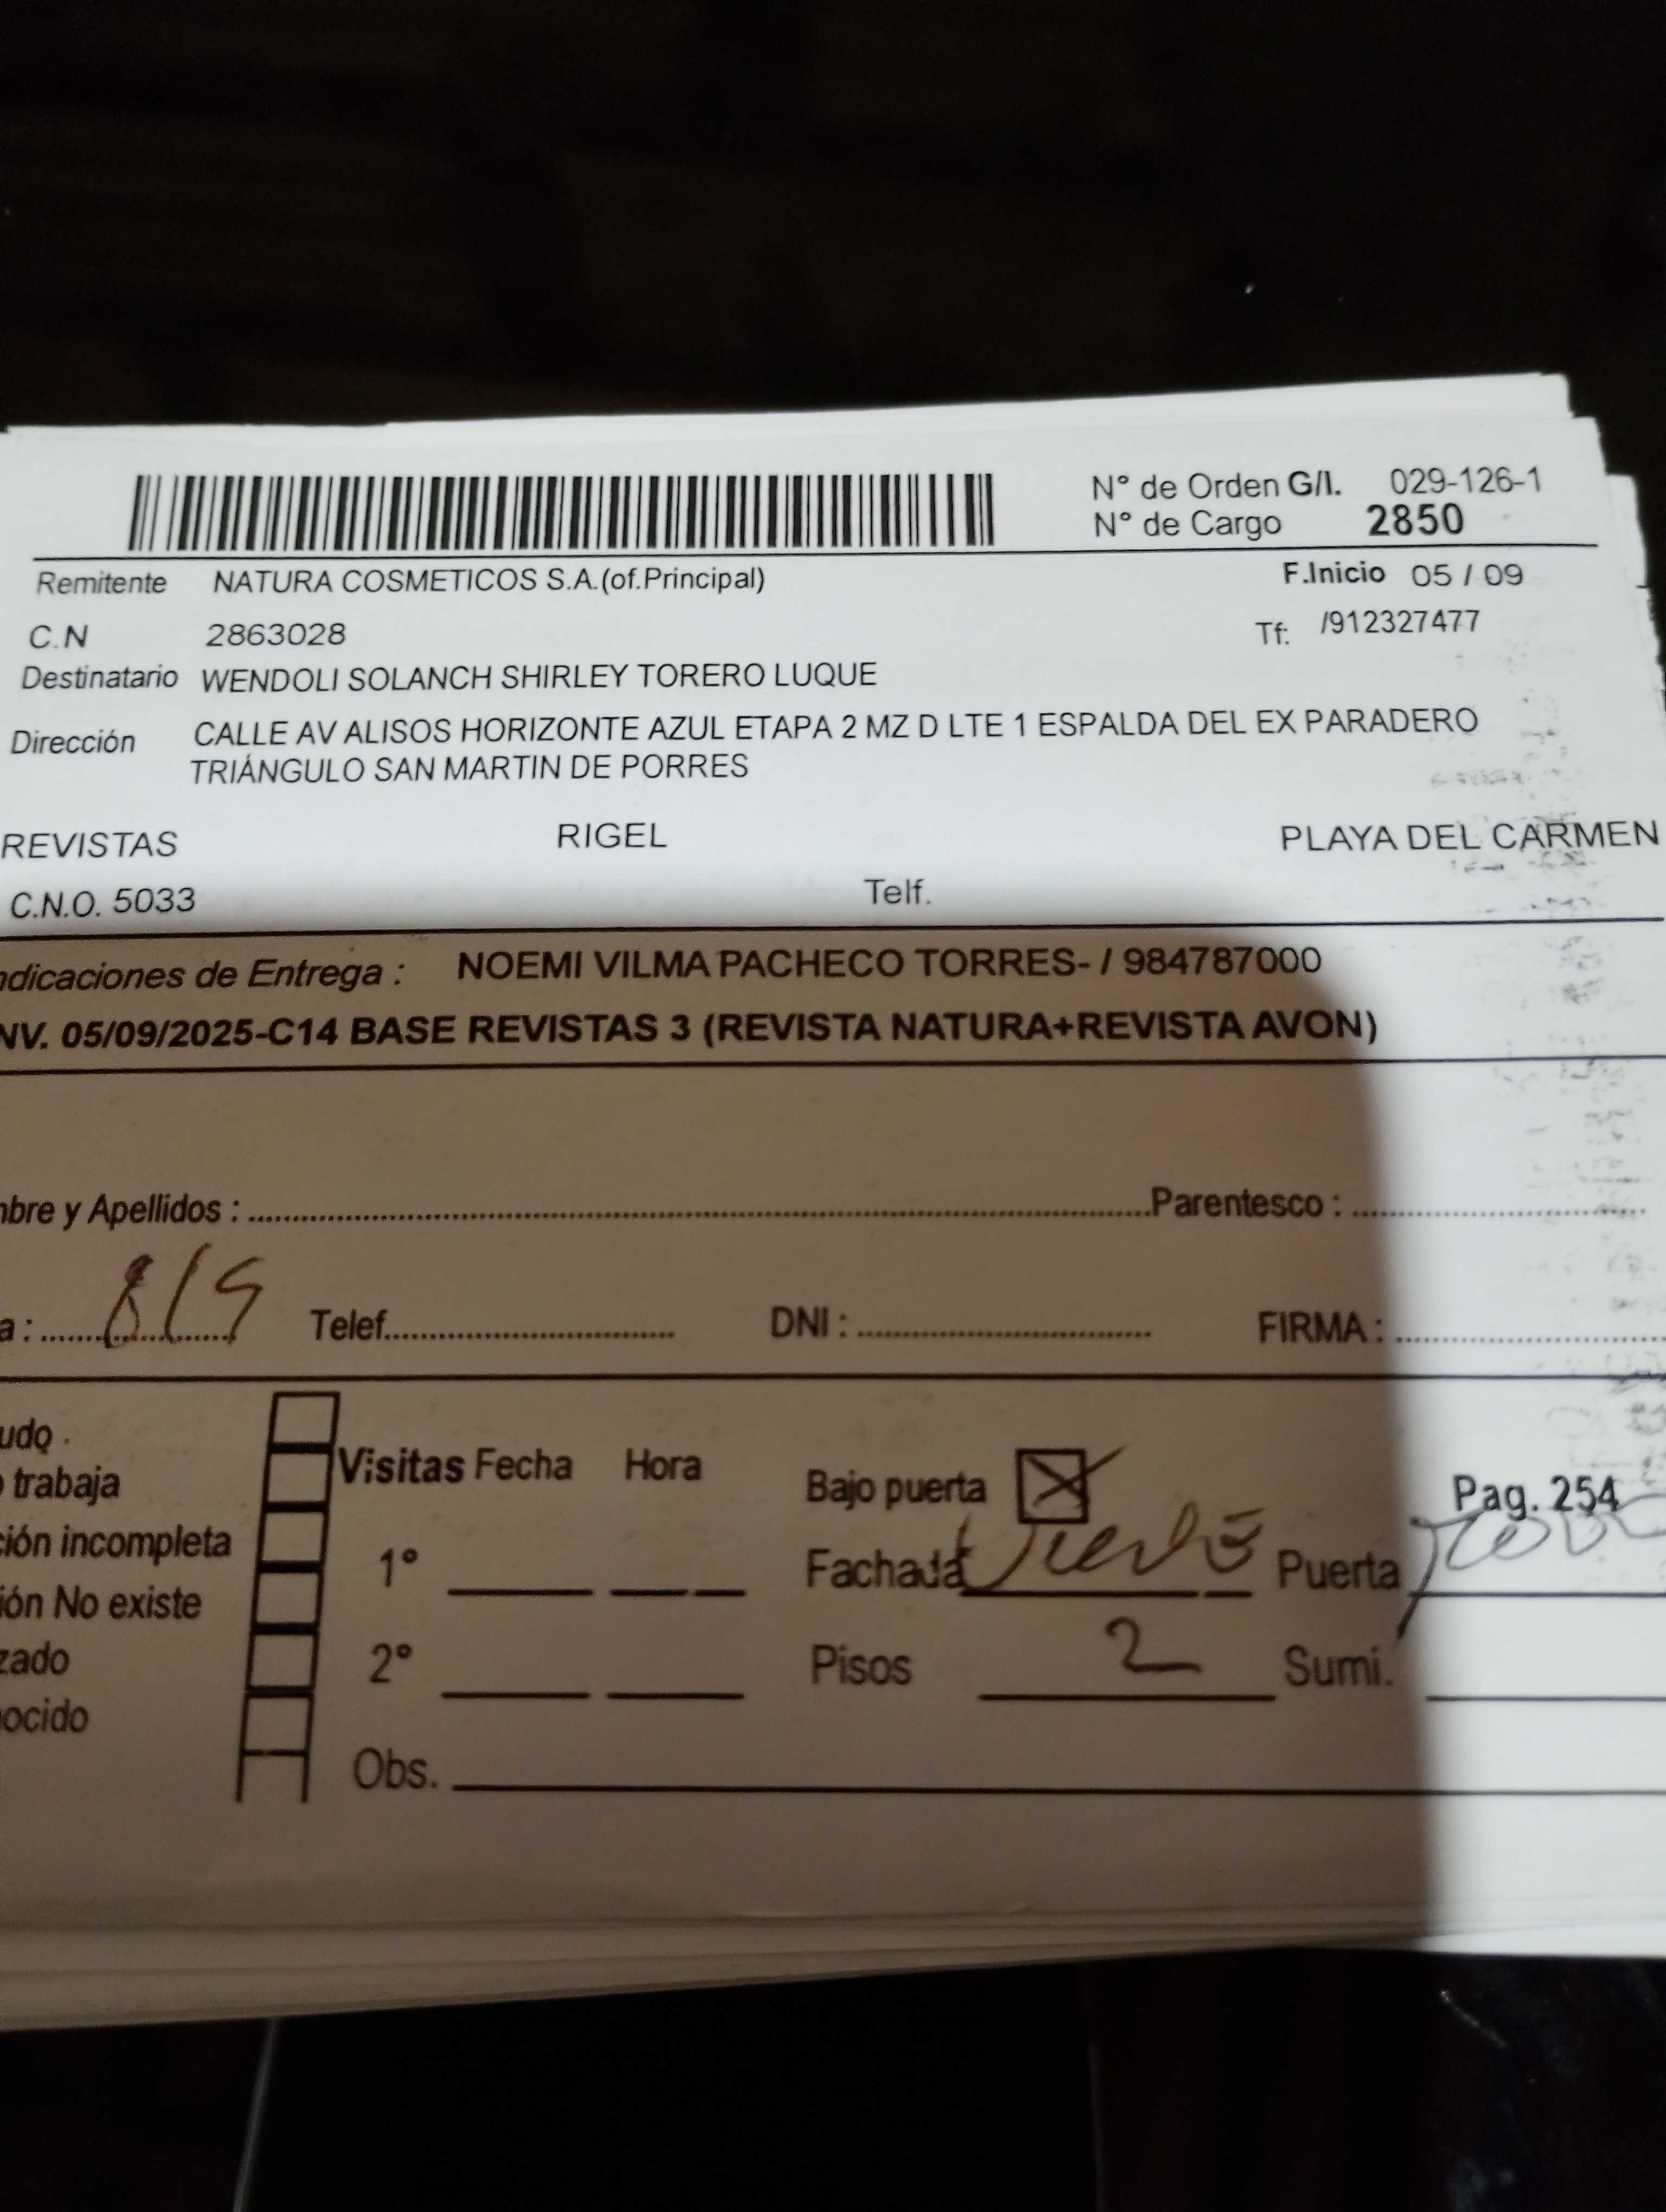 N° de Orden G/I. 029-126-1
N° de Cargo 2850
Remitente NATURA COSMETICOS S.A.(of.Principal) F.Inicio 05 / 09
C.N 2863028 Tf: /912327477
Destinatario WENDOLI SOLANCH SHIRLEY TORERO LUQUE
Dirección CALLE AV ALISOS HORIZONTE AZUL ETAPA 2 MZ D LTE 1 ESPALDA DEL EX PARADERO
TRIÁNGULO SAN MARTIN DE PORRES
REVISTAS RIGEL PLAYA DEL CARMEN
C.N.O. 5033 Telf.
ndicaciones de Entrega : NOEMI VILMA PACHECO TORRES- / 984787000
NV. 05/09/2025-C14 BASE REVISTAS 3 (REVISTA NATURA+REVISTA AVON)
nbre y Apellidos : Parentesco :
a : 8/9 Telef. DNI : FIRMA :
udo
trabaja Visitas Fecha Hora Bajo puerta Pag. 254
ción incompleta 1° Fachada Puerta
ión No existe
zado 2° Pisos 2 Sumi.
ocido
Obs.